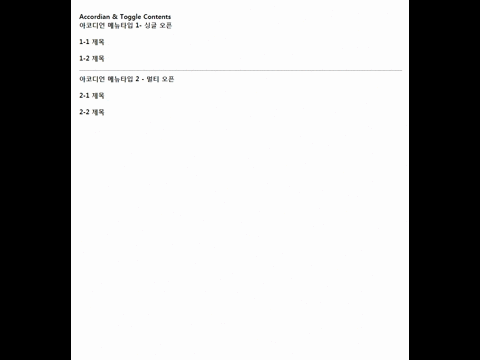 Accordian & Toggle Contents
아코디언 메뉴타입 1- 싱글 오픈
1-1 제목
1-2 제목
아코디언 메뉴타입 2 - 멀티 오픈
2-1 제목
2-2 제목